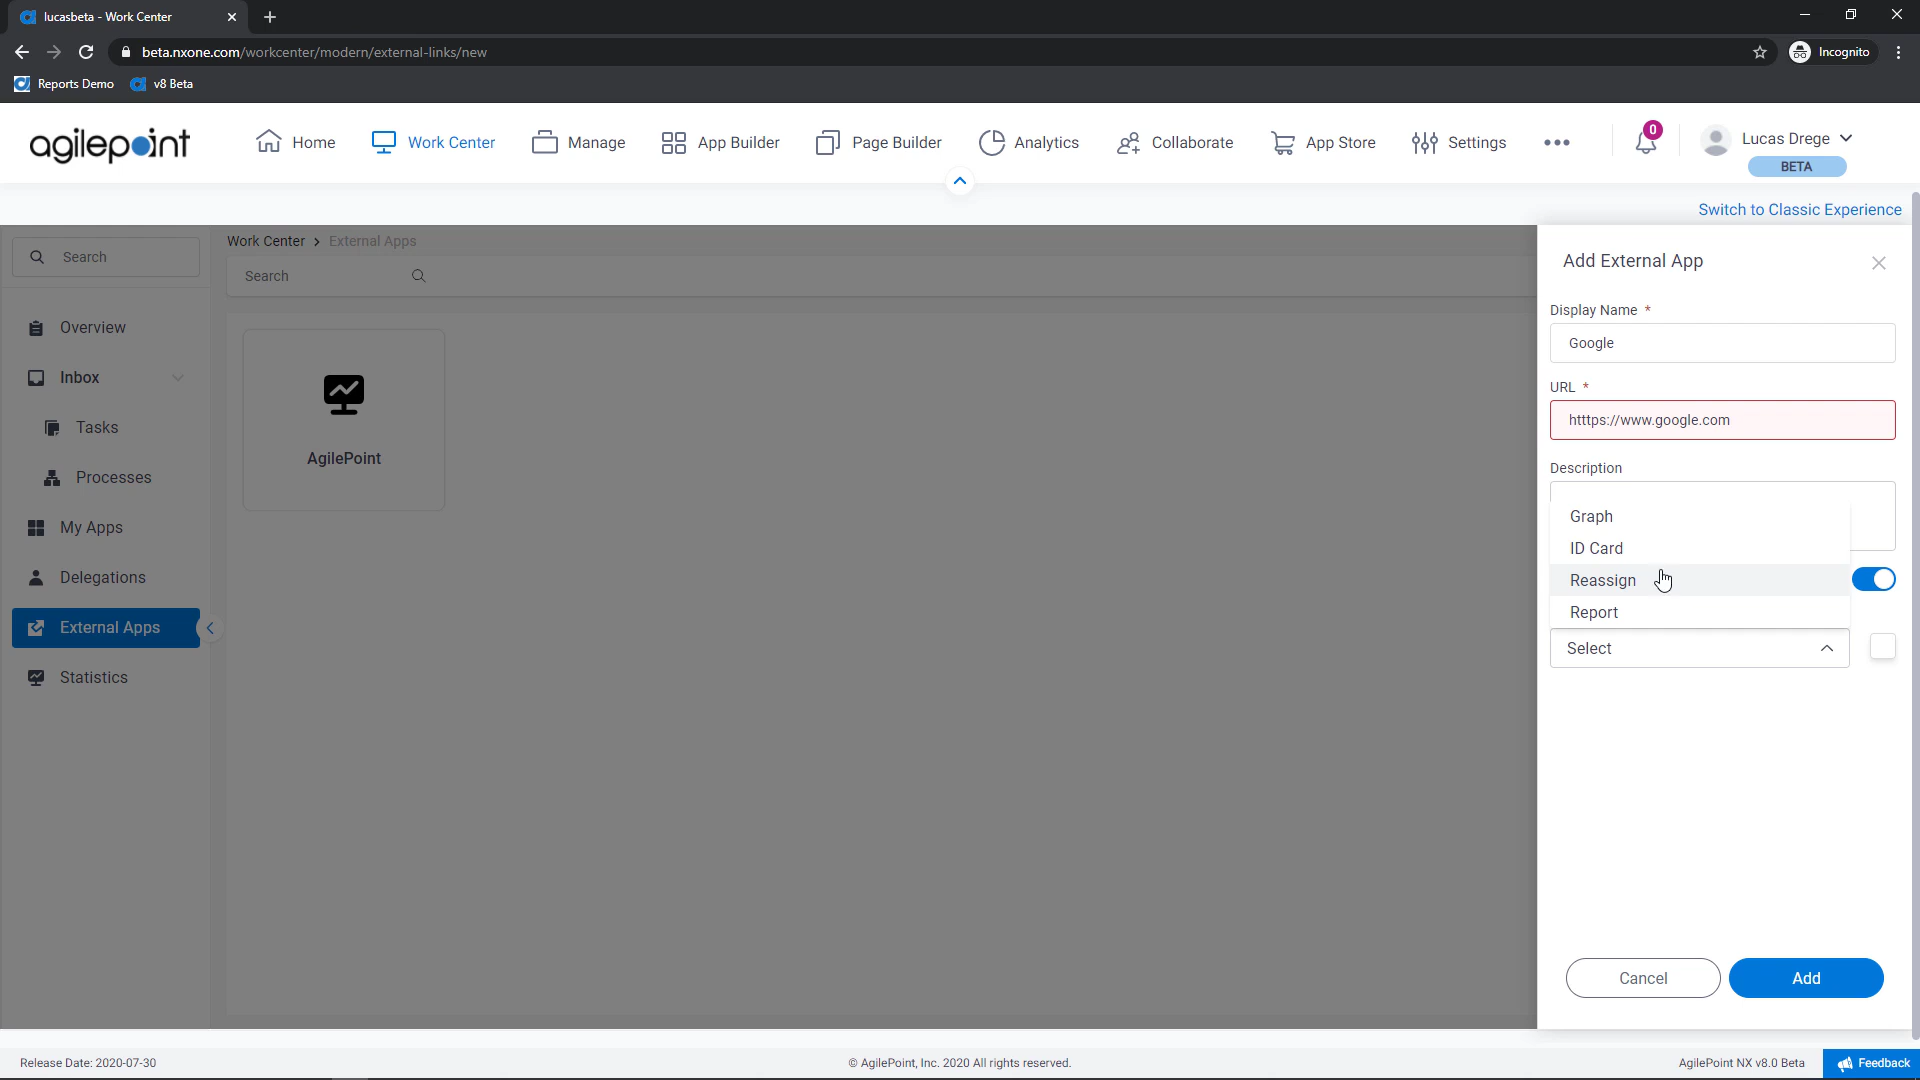 lucasbeta - Work Center
beta.nxone.com/workcenter/modern/external-links/new
Incognito
Reports Demo
v8 Beta
agilepoint
Home
Work Center
Manage
App Builder
Page Builder
Analytics
Collaborate
App Store
Settings
0
Lucas Drege
BETA
Switch to Classic Experience
Search
Overview
Inbox
Tasks
Processes
My Apps
Delegations
External Apps
Statistics
Work Center > External Apps
Search
AgilePoint
Add External App
Display Name *
Google
URL *
htttps://www.google.com
Description
Graph
ID Card
Reassign
Report
Select
Cancel
Add
Release Date: 2020-07-30
© AgilePoint, Inc. 2020 All rights reserved.
AgilePoint NX v8.0 Beta
Feedback